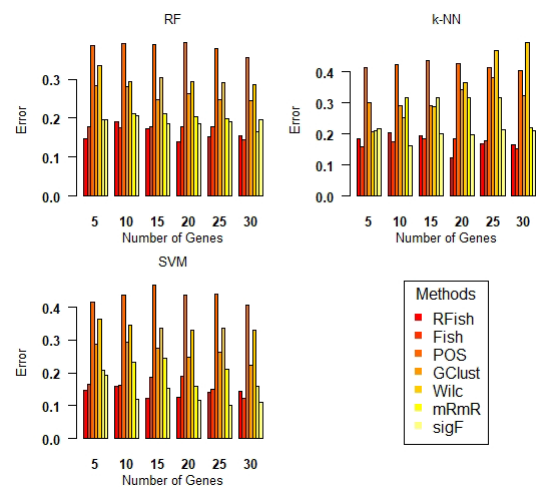 RF
Error
0.3
0.2
0.1
0.0
5 10 15 20 25 30
Number of Genes
k-NN
Error
0.4
0.3
0.2
0.1
0.0
5 10 15 20 25 30
Number of Genes
SVM
Error
0.4
0.3
0.2
0.1
0.0
5 10 15 20 25 30
Number of Genes
Methods
RFish
Fish
POS
GClust
Wilc
mRmR
sigF